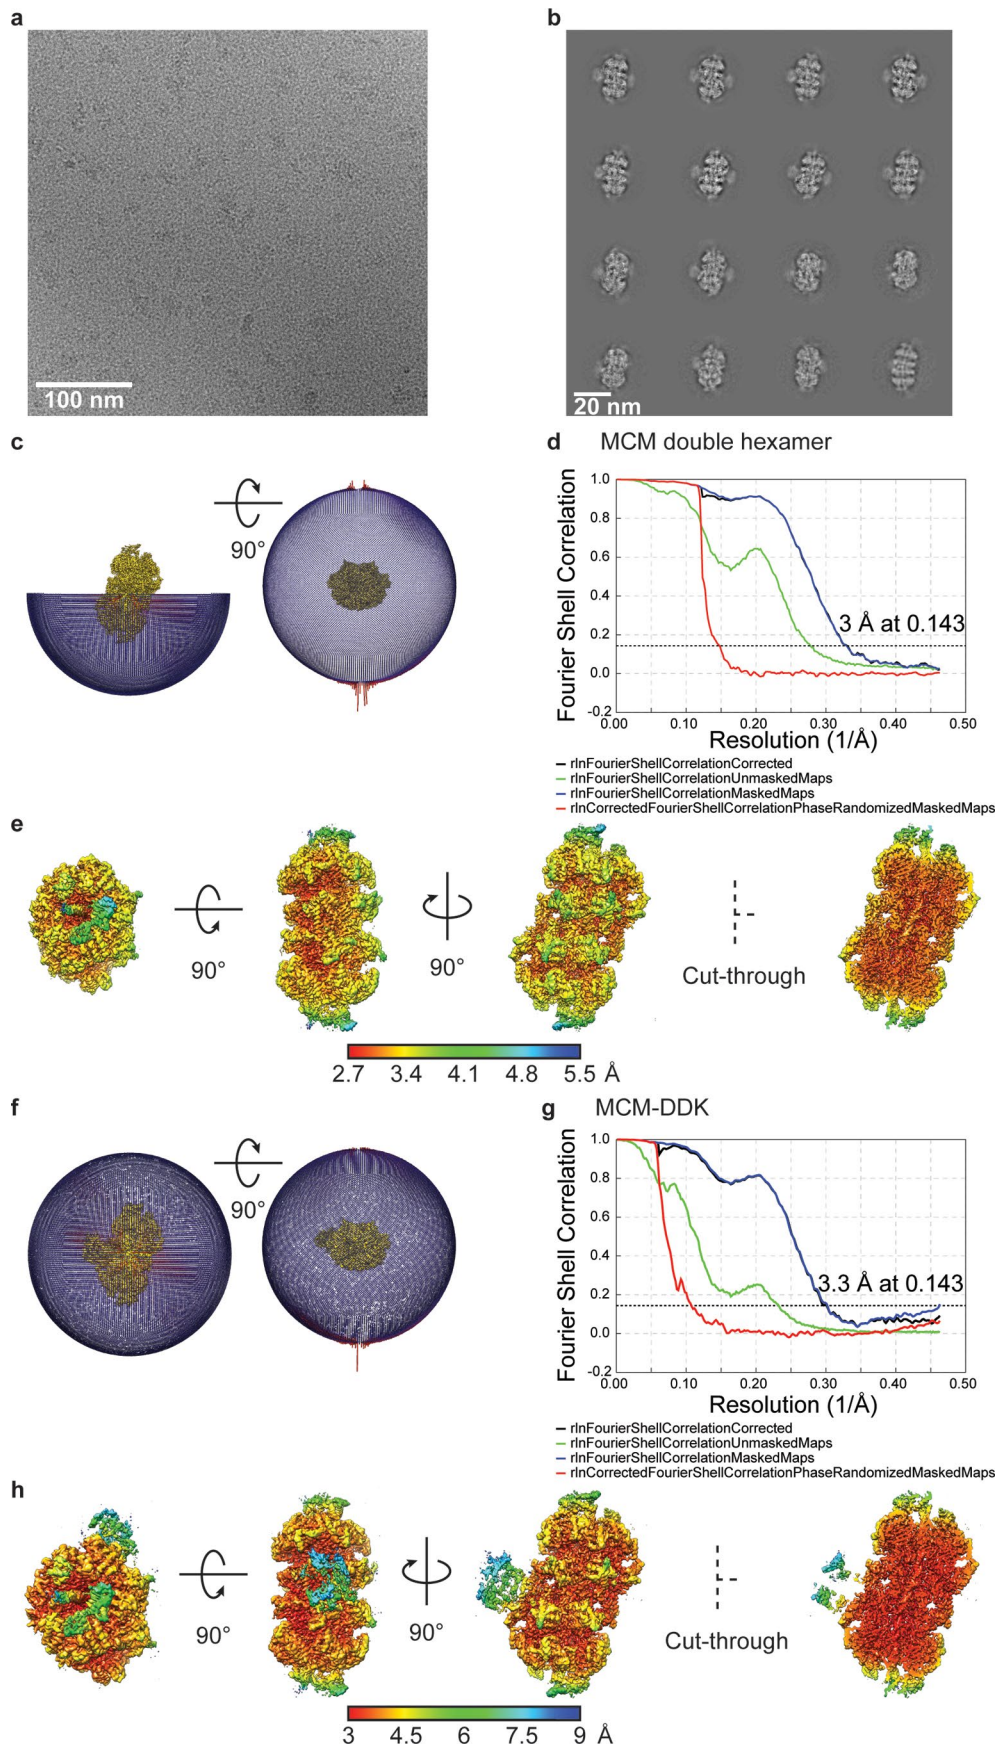 a
b
100 nm
20 nm
c
90°
d MCM double hexamer
Fourier Shell Correlation
1.0
0.8
0.6
0.4
0.2
0.0
-0.2
3 Å at 0.143
0.00 0.10 0.20 0.30 0.40 0.50
Resolution (1/Å)
rlnFourierShellCorrelationCorrected
rlnFourierShellCorrelationUnmaskedMaps
rlnFourierShellCorrelationMaskedMaps
rlnCorrectedFourierShellCorrelationPhaseRandomizedMaskedMaps
e
90°
90°
Cut-through
2.7 3.4 4.1 4.8 5.5 Å
f
90°
g MCM-DDK
Fourier Shell Correlation
1.0
0.8
0.6
0.4
0.2
0.0
-0.2
3.3 Å at 0.143
0.00 0.10 0.20 0.30 0.40 0.50
Resolution (1/Å)
rlnFourierShellCorrelationCorrected
rlnFourierShellCorrelationUnmaskedMaps
rlnFourierShellCorrelationMaskedMaps
rlnCorrectedFourierShellCorrelationPhaseRandomizedMaskedMaps
h
90°
90°
Cut-through
3 4.5 6 7.5 9 Å